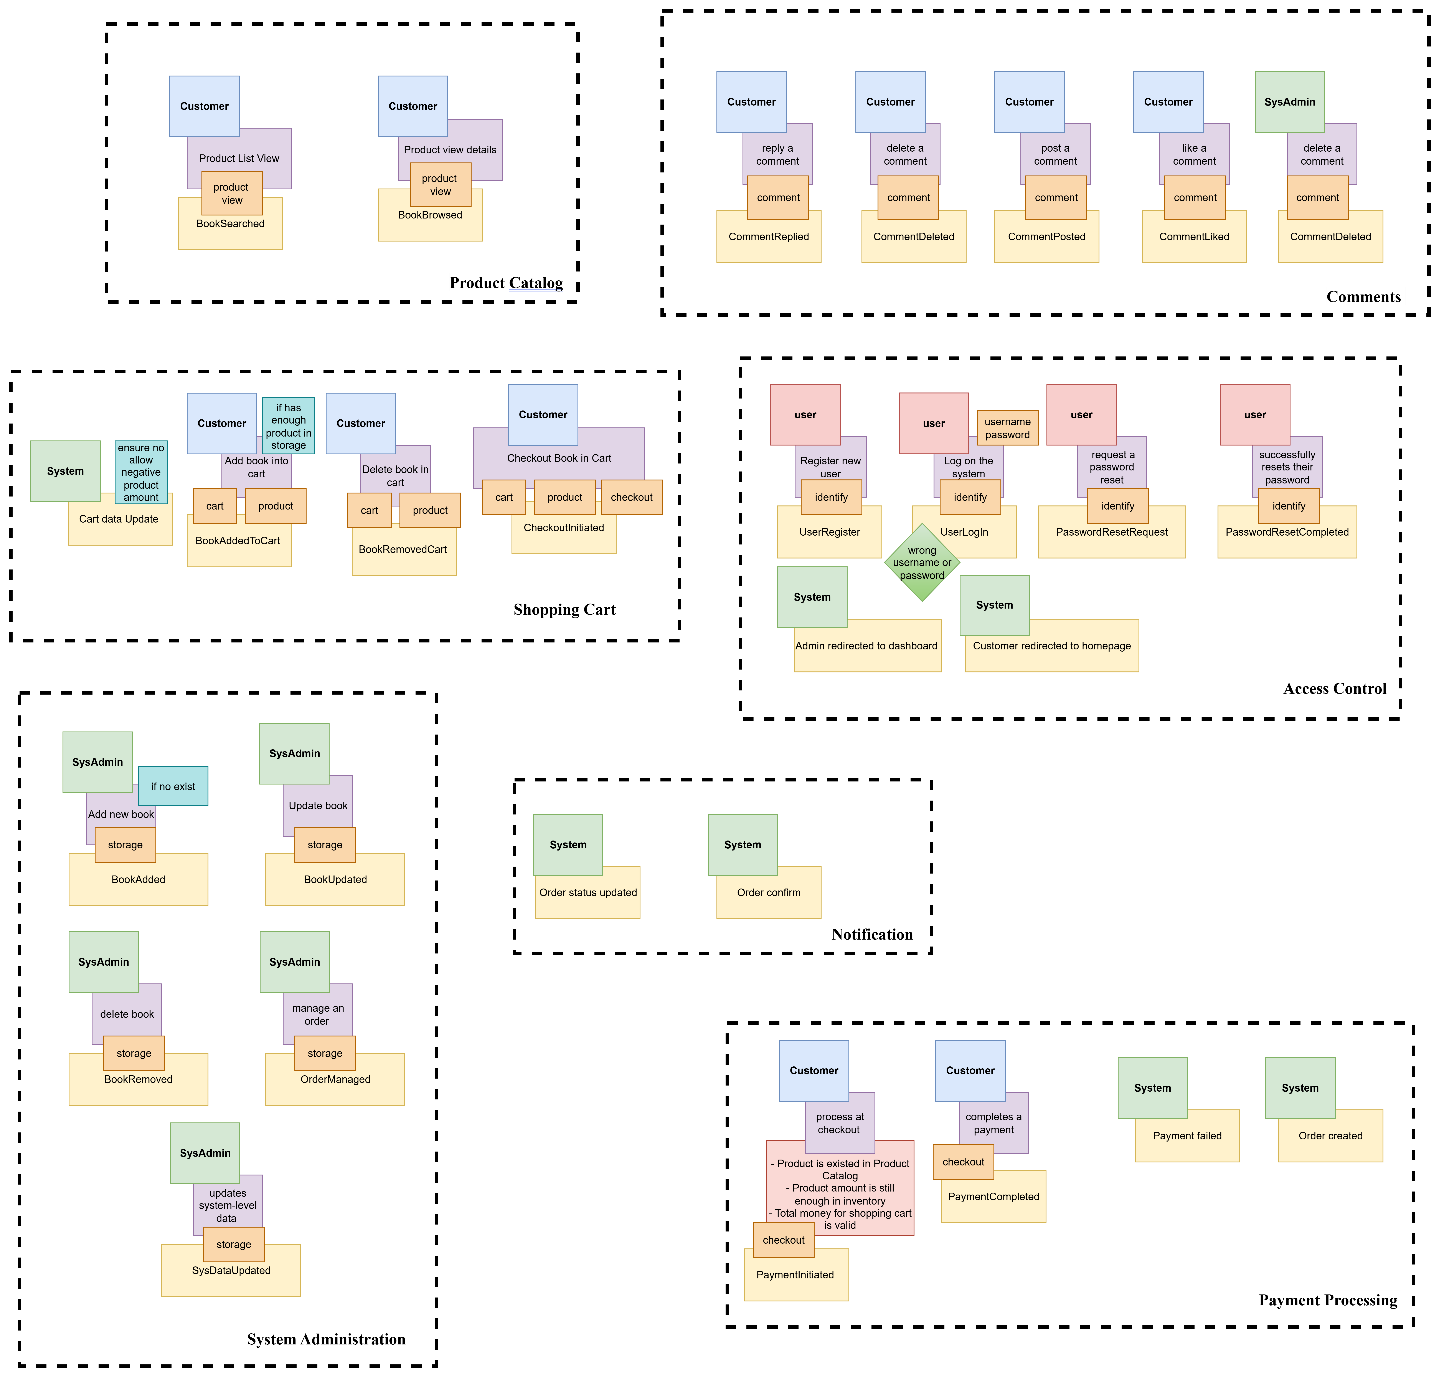 Customer
Product List View
product
view
BookSearched
Customer
Product view details
product
view
BookBrowsed
Product Catalog
Customer
reply a
comment
comment
CommentReplied
Customer
delete a
comment
comment
CommentDeleted
Customer
post a
comment
comment
CommentPosted
Customer
like a
comment
comment
CommentLiked
SysAdmin
delete a
comment
comment
CommentDeleted
Comments
System
ensure no
allow
negative
product
amount
Cart data Update
Customer
if has
enough
product in
storage
Add book into
cart
cart
product
BookAddedToCart
Customer
Delete book in
cart
cart
product
BookRemovedCart
Customer
Checkout Book in Cart
cart
product
checkout
CheckoutInitiated
Shopping Cart
user
Register new
user
identify
UserRegister
user
username
password
Log on the
system
identify
UserLogIn
wrong
username or
password
user
request a
password
reset
identify
PasswordResetRequest
user
successfully
resets their
password
identify
PasswordResetCompleted
System
Admin redirected to dashboard
System
Customer redirected to homepage
Access Control
SysAdmin
if no exist
Add new book
storage
BookAdded
SysAdmin
Update book
storage
BookUpdated
SysAdmin
delete book
storage
BookRemoved
SysAdmin
manage an
order
storage
OrderManaged
SysAdmin
updates
system-level
data
storage
SysDataUpdated
System Administration
System
Order status updated
System
Order confirm
Notification
Customer
process at
checkout
- Product is existed in Product
Catalog
- Product amount is still
enough in inventory
- Total money for shopping cart
is valid
checkout
PaymentInitiated
Customer
completes a
payment
checkout
PaymentCompleted
System
Payment failed
System
Order created
Payment Processing